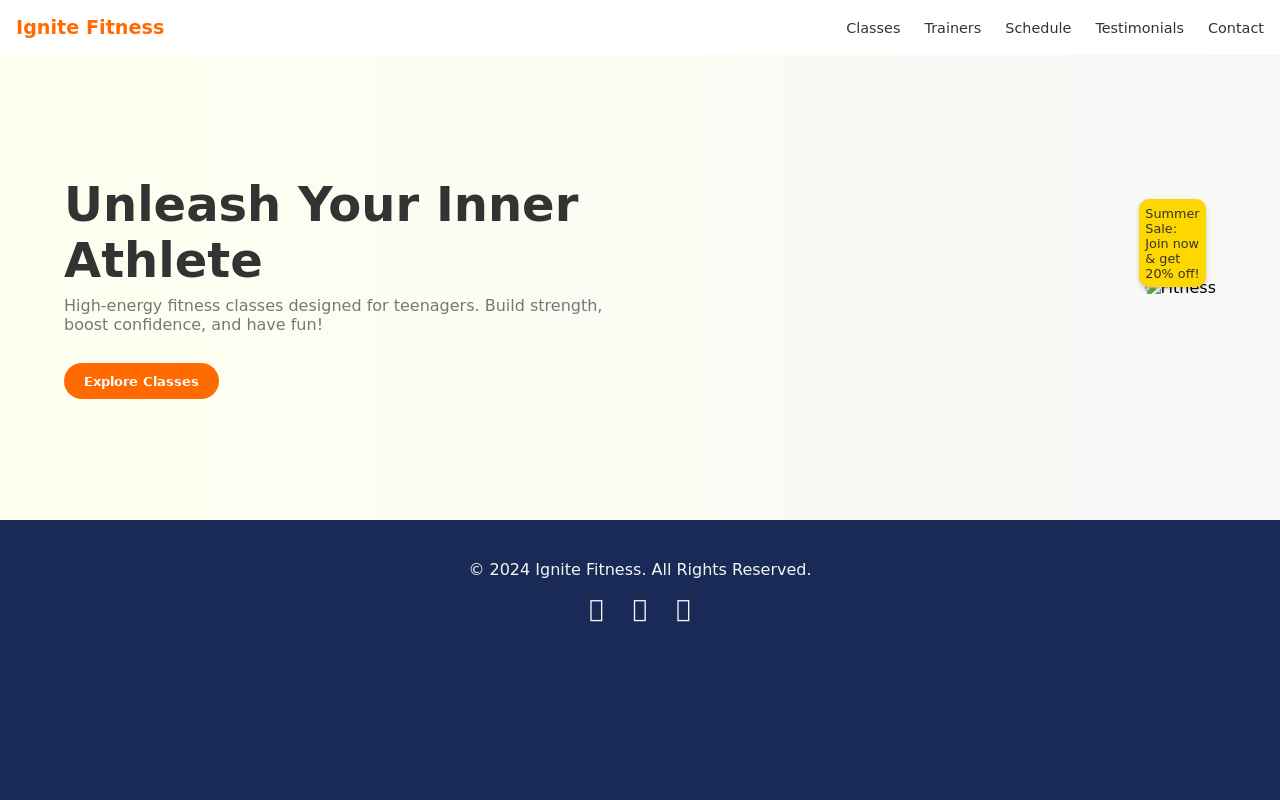 Ignite Fitness
Classes
Trainers
Schedule
Testimonials
Contact
Unleash Your Inner
Athlete
High-energy fitness classes designed for teenagers. Build strength,
boost confidence, and have fun!
Explore Classes
Summer
Sale:
Join now
& get
20% off!
Fitness
© 2024 Ignite Fitness. All Rights Reserved.